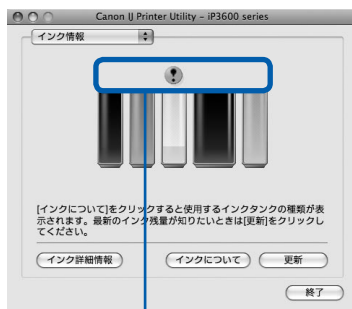 Canon IJ Printer Utility – iP3600 series
インク情報
[インクについて]をクリックすると使用するインクタンクの種類が表
示されます。最新のインク残量が知りたいときは[更新]をクリックし
てください。
インク詳細情報
インクについて
更新
終了